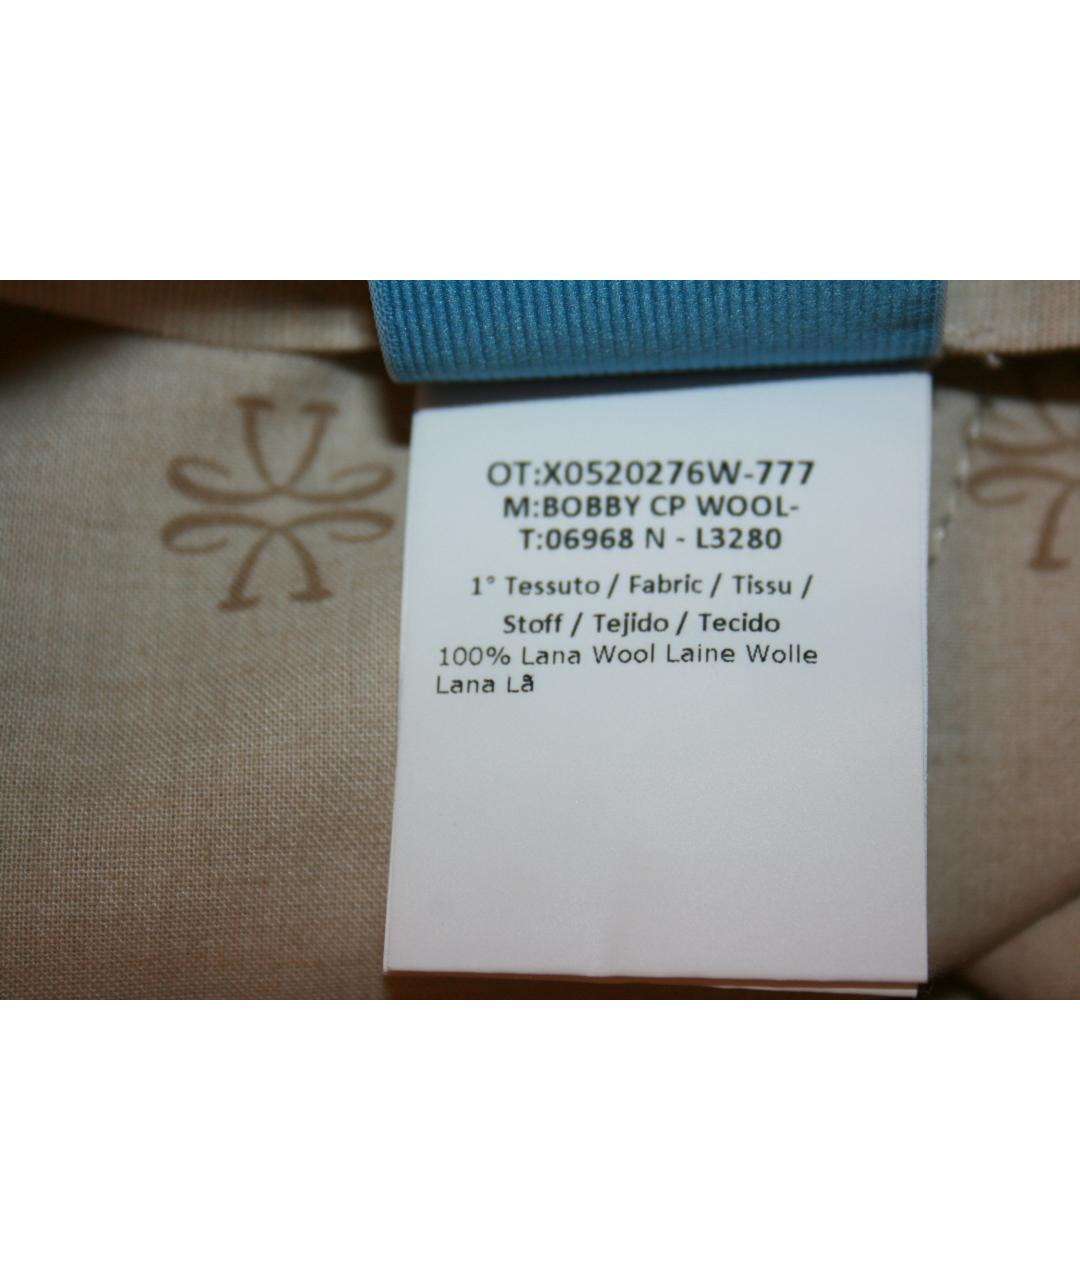 OT:X0520276W-777
M:BOBBY CP WOOL-
T:06968 N - L3280
1° Tessuto / Fabric / Tissu /
Stoff / Tejido / Tecido
100% Lana Wool Laine Wolle
Lana Lã